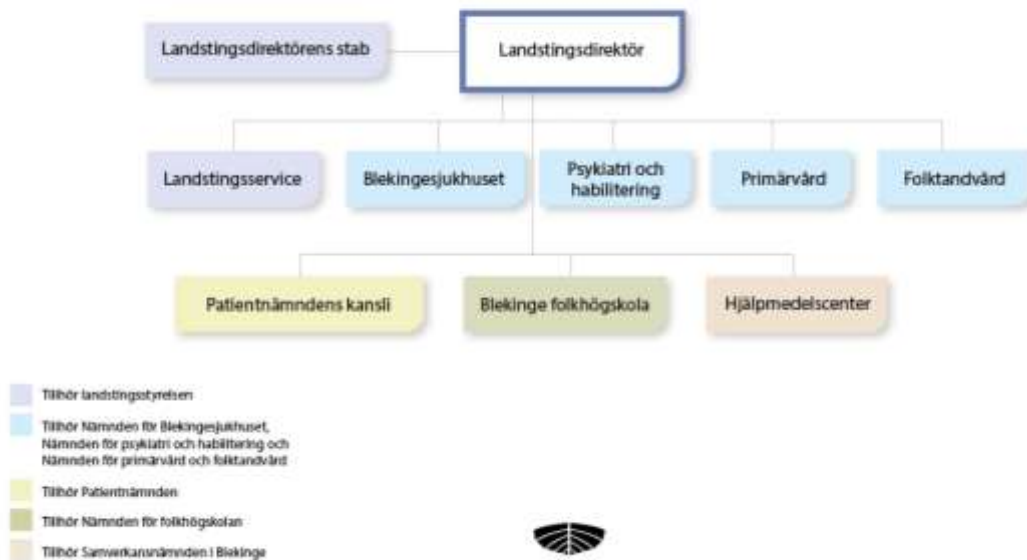 Landstingsdirektörens stab
Landstingsdirektör
Landstingsservice
Blekingesjukhuset
Psykiatri och
habilitering
Primärvård
Folktandvård
Patientnämndens kansli
Blekinge folkhögskola
Hjälpmedelscenter
Tillhör landstingsstyrelsen
Tillhör Nämnden för Blekingesjukhuset,
Nämnden för psykiatri och habilitering och
Nämnden för primärvård och folktandvård
Tillhör Patientnämnden
Tillhör Nämnden för folkhögskolan
Tillhör Samverkansnämnden i Blekinge